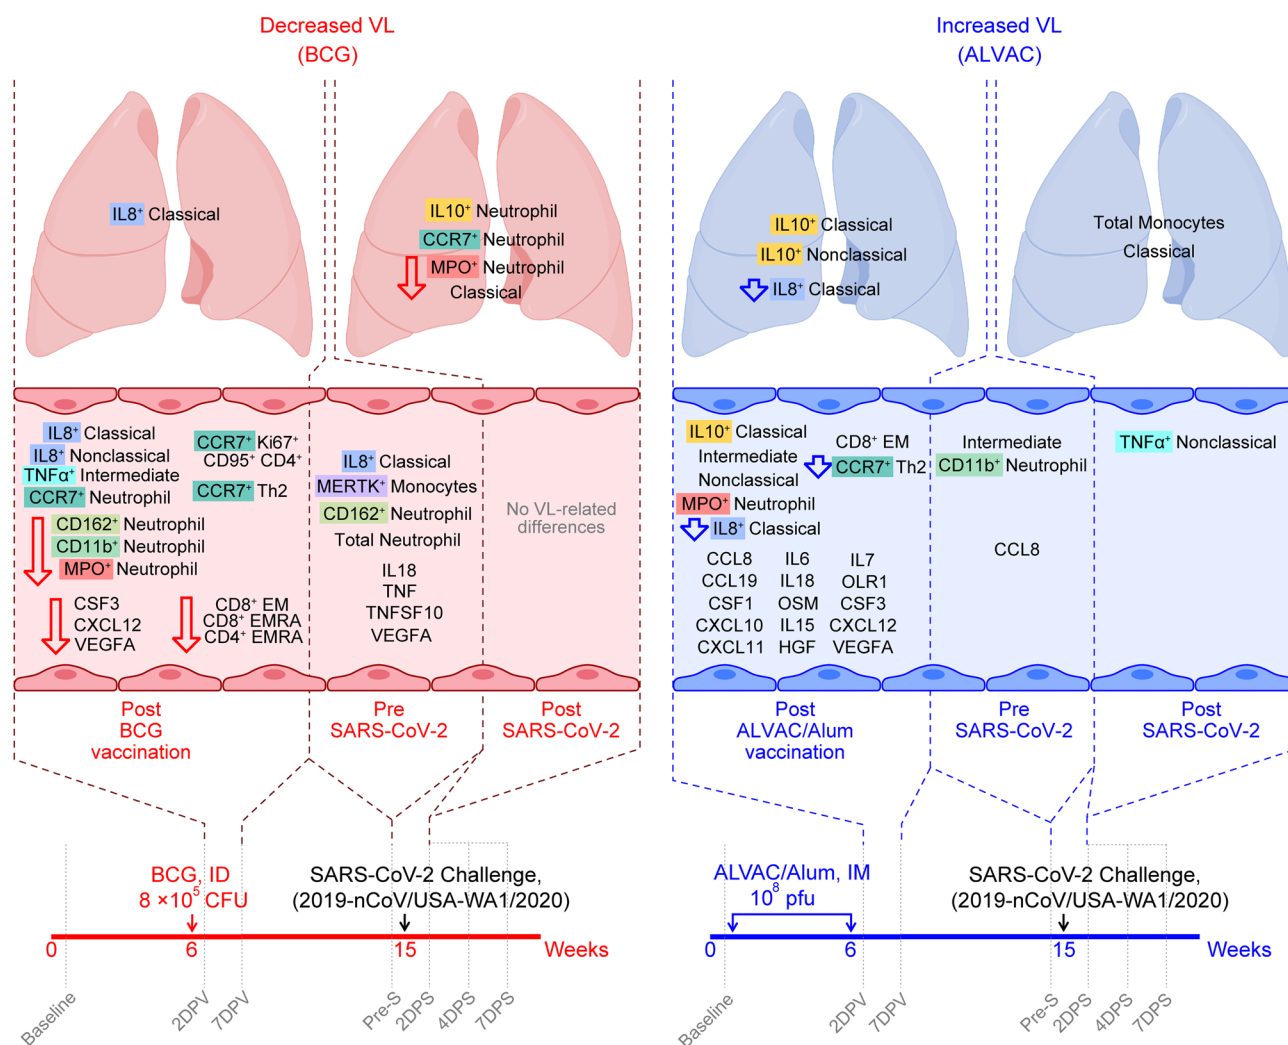 Decreased VL
(BCG)
IL8⁺ Classical
IL10⁺ Neutrophil
CCR7⁺ Neutrophil
MPO⁺ Neutrophil
Classical
IL8⁺ Classical
IL8⁺ Nonclassical
TNFα⁺ Intermediate
CCR7⁺ Neutrophil
CD162⁺ Neutrophil
CD11b⁺ Neutrophil
MPO⁺ Neutrophil
CSF3
CXCL12
VEGFA
CCR7⁺ Ki67⁺
CD95⁺ CD4⁺
CCR7⁺ Th2
CD8⁺ EM
CD8⁺ EMRA
CD4⁺ EMRA
IL8⁺ Classical
MERTK⁺ Monocytes
CD162⁺ Neutrophil
Total Neutrophil
IL18
TNF
TNFSF10
VEGFA
No VL-related
differences
Post
BCG
vaccination
Pre
SARS-CoV-2
Post
SARS-CoV-2
BCG, ID
8 ×10⁵ CFU
SARS-CoV-2 Challenge,
(2019-nCoV/USA-WA1/2020)
0
6
15
Weeks
Baseline
2DPV
7DPV
Pre-S
2DPS
4DPS
7DPS
Increased VL
(ALVAC)
IL10⁺ Classical
IL10⁺ Nonclassical
IL8⁺ Classical
Total Monocytes
Classical
IL10⁺ Classical
Intermediate
Nonclassical
MPO⁺ Neutrophil
IL8⁺ Classical
CD8⁺ EM
CCR7⁺ Th2
CCL8 IL6 IL7
CCL19 IL18 OLR1
CSF1 OSM CSF3
CXCL10 IL15 CXCL12
CXCL11 HGF VEGFA
Intermediate
CD11b⁺ Neutrophil
CCL8
TNFα⁺ Nonclassical
Post
ALVAC/Alum
vaccination
Pre
SARS-CoV-2
Post
SARS-CoV-2
ALVAC/Alum, IM
10⁸ pfu
SARS-CoV-2 Challenge,
(2019-nCoV/USA-WA1/2020)
0
6
15
Weeks
Baseline
2DPV
7DPV
Pre-S
2DPS
4DPS
7DPS